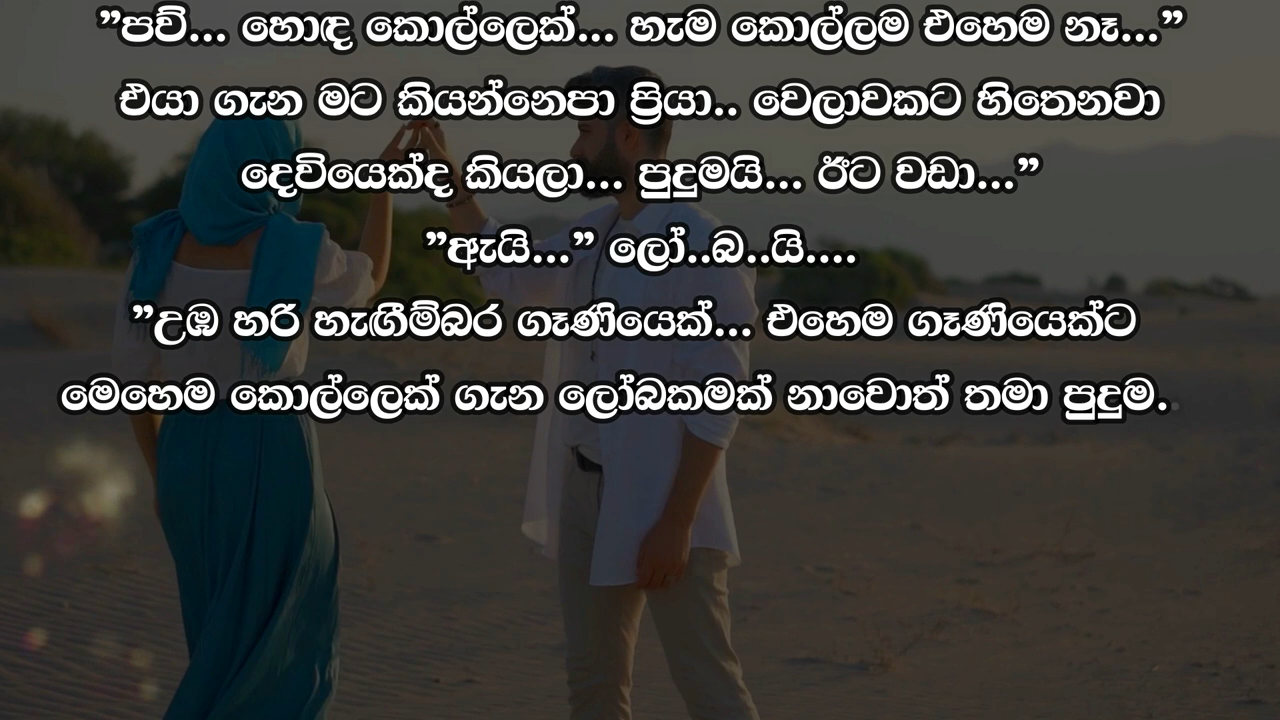 ”පව්... හොඳ කොල්ලෙක්... හැම කොල්ලම එහෙම නෑ...”
එයා ගැන මට කියන්නෙපා ප්‍රියා.. වෙලාවකට හිතෙනවා
දෙවියෙක්ද කියලා... පුදුමයි... ඊට වඩා...”
”ඇයි...” ලෝ..බ..යි....
”උඹ හරි හැඟීම්බර ගෑණියෙක්... එහෙම ගෑණියෙක්ට
මෙහෙම කොල්ලෙක් ගැන ලෝබකමක් නාවොත් තමා පුදුම.